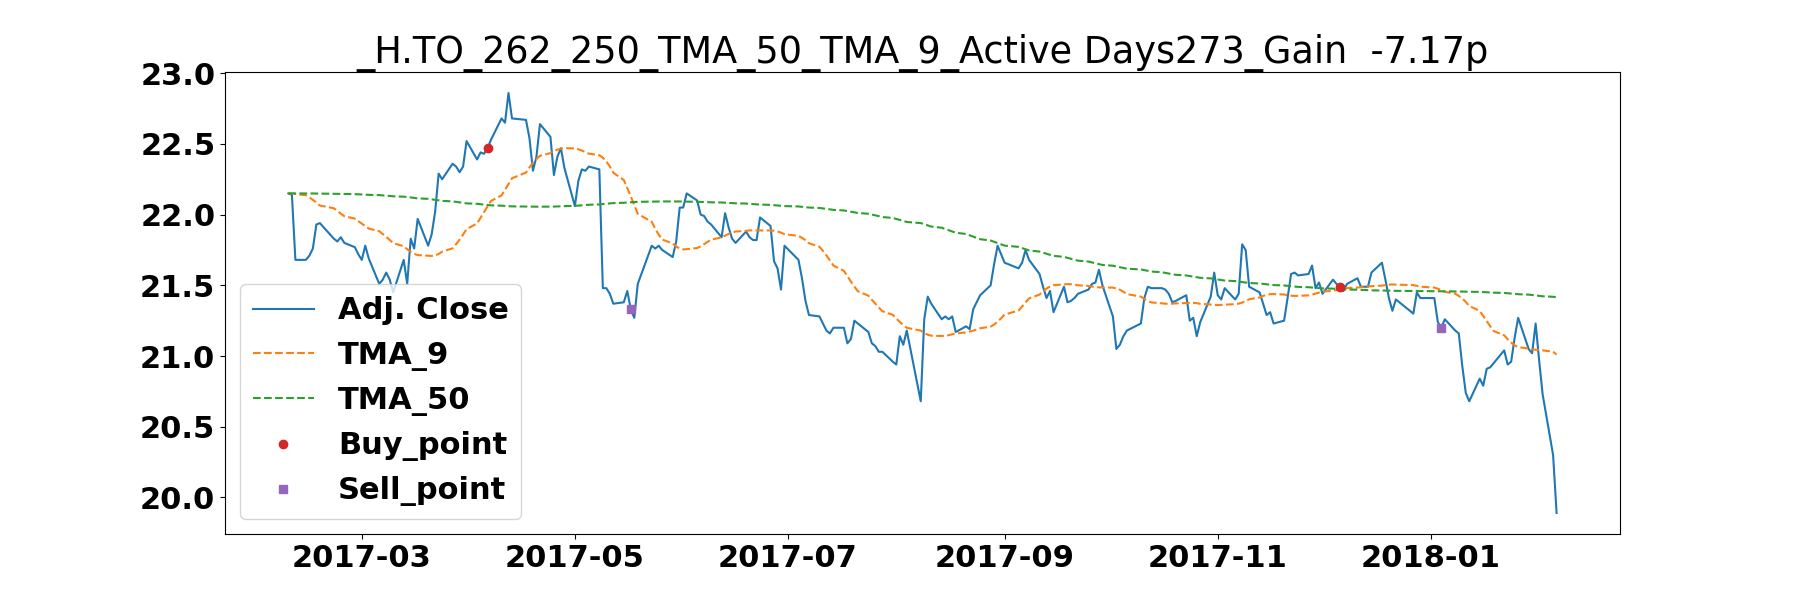 _H.TO_262_250_TMA_50_TMA_9_Active Days273_Gain  -7.17p
23.0
22.5
22.0
21.5
21.0
20.5
20.0
Adj. Close
TMA_9
TMA_50
Buy_point
Sell_point
2017-03 2017-05 2017-07 2017-09 2017-11 2018-01